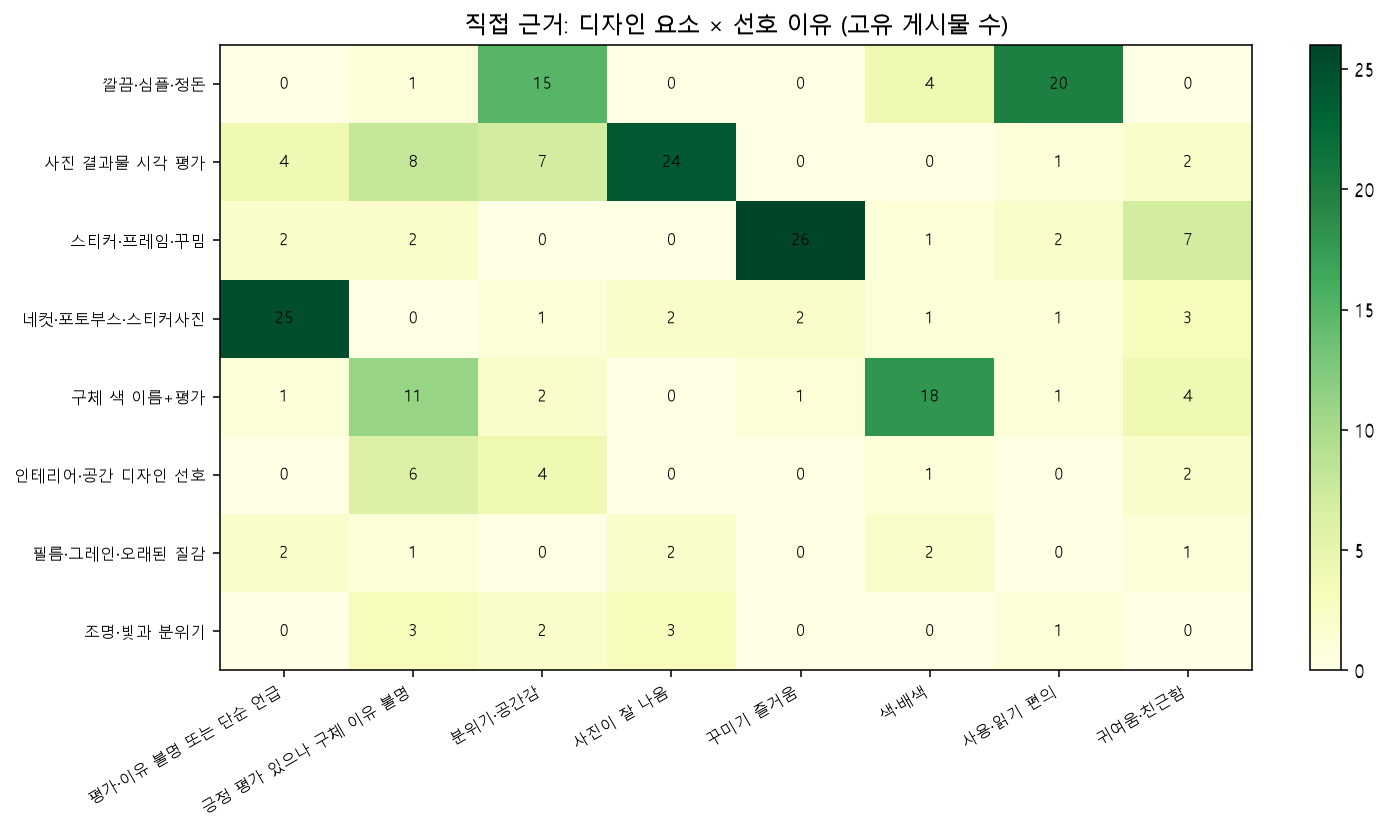 직접 근거: 디자인 요소 × 선호 이유 (고유 게시물 수)
깔끔·심플·정돈 0 1 15 0 0 4 20 0
사진 결과물 시각 평가 4 8 7 24 0 0 1 2
스티커·프레임·꾸밈 2 2 0 0 26 1 2 7
네컷·포토부스·스티커사진 25 0 1 2 2 1 1 3
구체 색 이름+평가 1 11 2 0 1 18 1 4
인테리어·공간 디자인 선호 0 6 4 0 0 1 0 2
필름·그레인·오래된 질감 2 1 0 2 0 2 0 1
조명·빛과 분위기 0 3 2 3 0 0 1 0
평가·이유 불명 또는 단순 언급
긍정 평가 있으나 구체 이유 불명
분위기·공간감
사진이 잘 나옴
꾸미기 즐거움
색·배색
사용·읽기 편의
귀여움·친근함
25
20
15
10
5
0